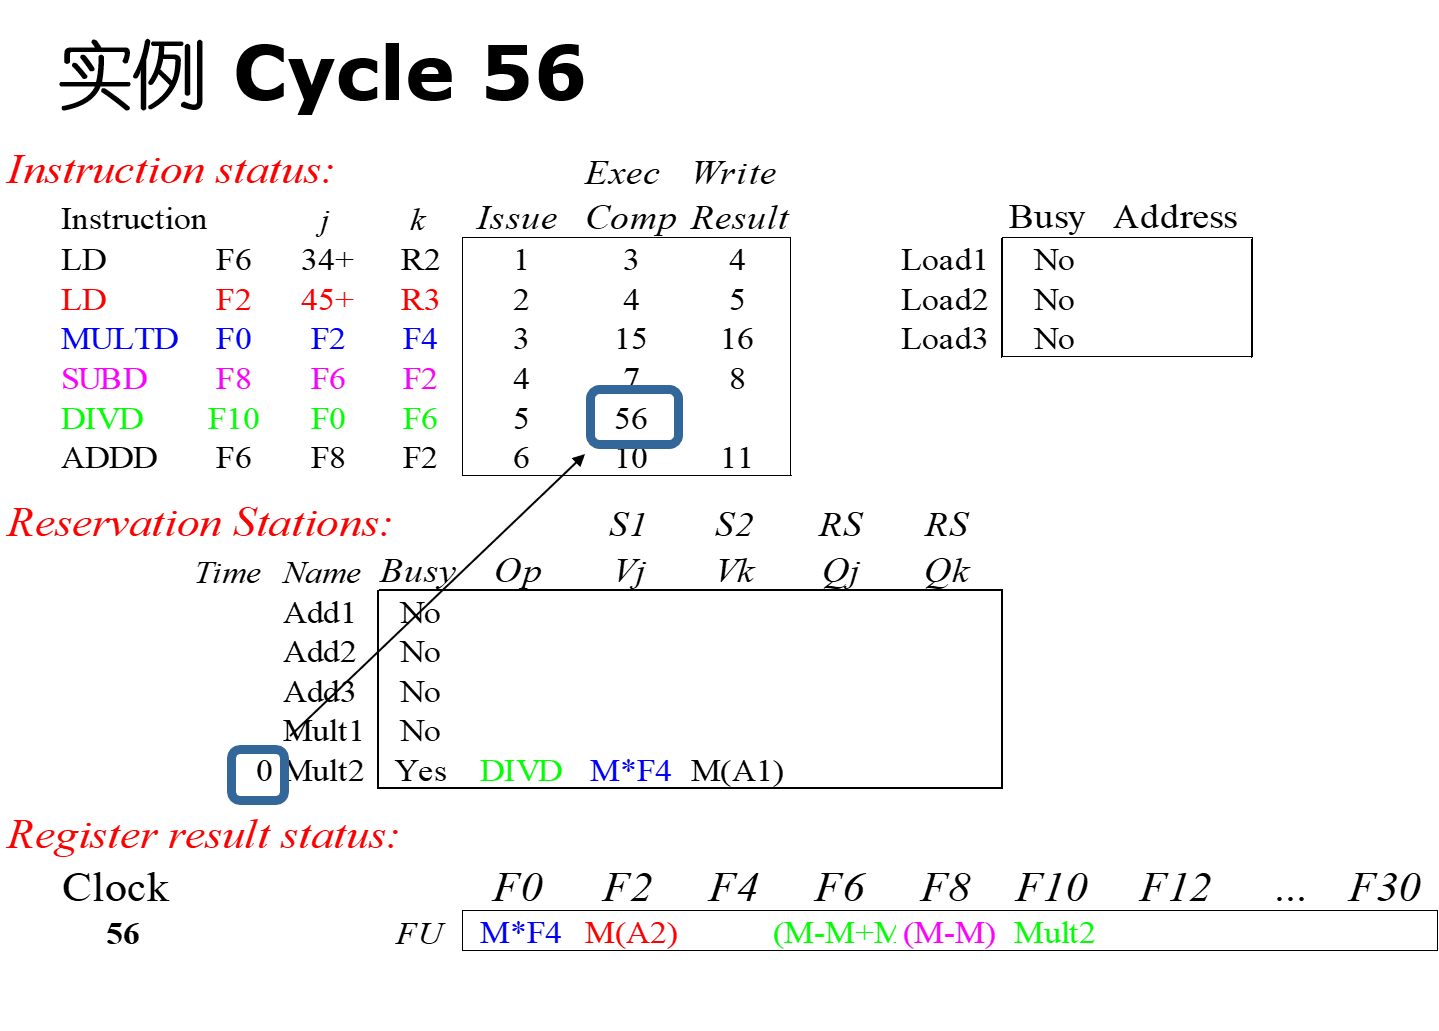 实例 Cycle 56
Instruction status: Exec Write
Instruction j k Issue Comp Result Busy Address
LD F6 34+ R2 1 3 4 Load1 No
LD F2 45+ R3 2 4 5 Load2 No
MULTD F0 F2 F4 3 15 16 Load3 No
SUBD F8 F6 F2 4 7 8
DIVD F10 F0 F6 5 56
ADDD F6 F8 F2 6 10 11
Reservation Stations: S1 S2 RS RS
Time Name Busy Op Vj Vk Qj Qk
Add1 No
Add2 No
Add3 No
Mult1 No
0 Mult2 Yes DIVD M*F4 M(A1)
Register result status:
Clock F0 F2 F4 F6 F8 F10 F12 ... F30
56 FU M*F4 M(A2) (M-M+M (M-M) Mult2